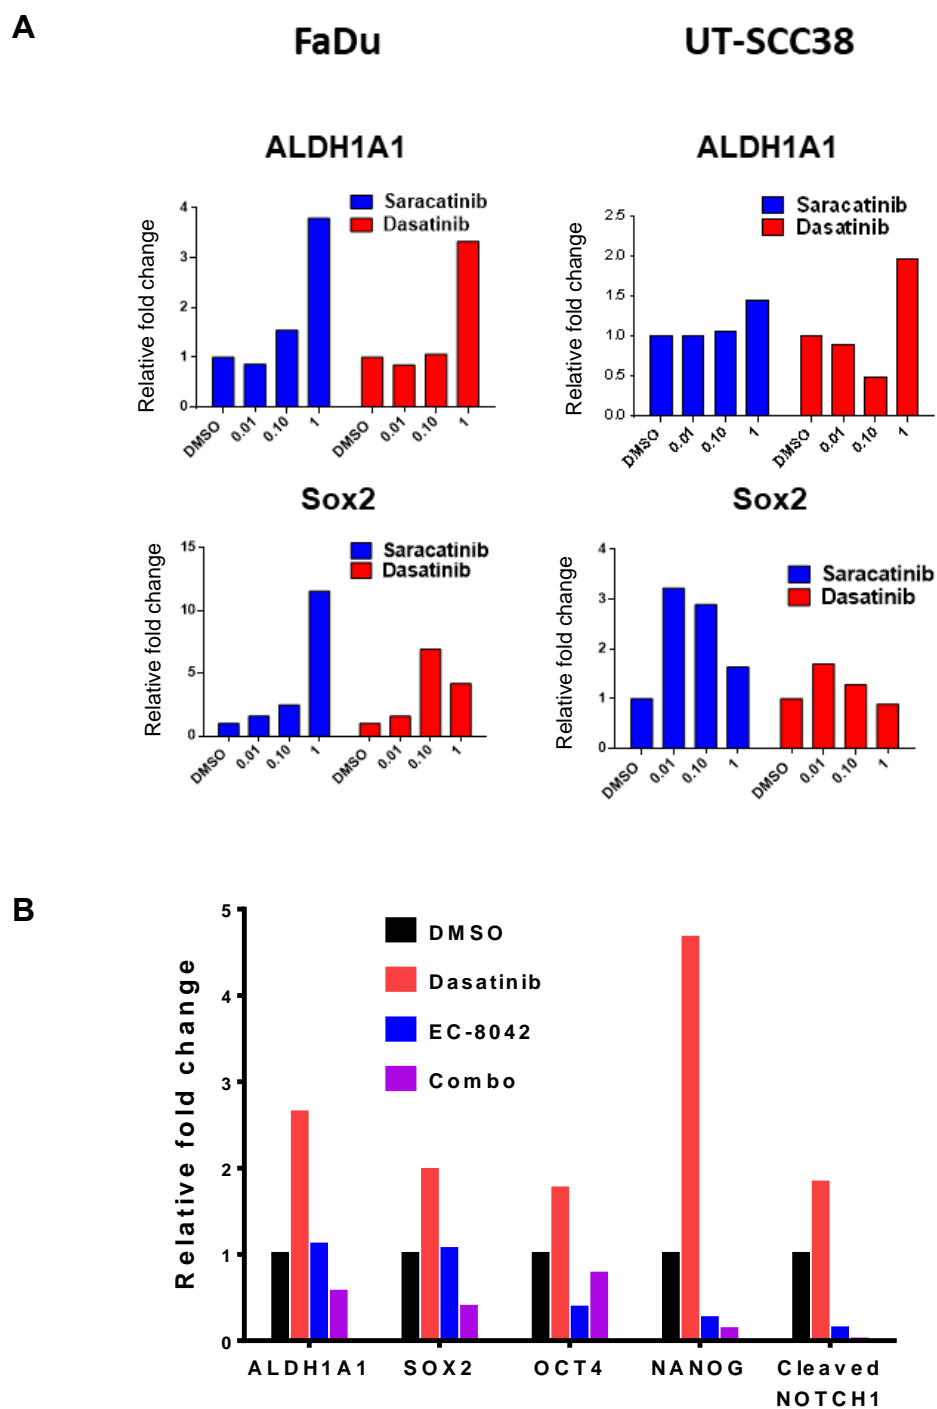 A
FaDu
UT-SCC38
ALDH1A1
Saracatinib
Dasatinib
Relative fold change
4
3
2
1
0
DMSO 0.01 0.10 1 DMSO 0.01 0.10 1
ALDH1A1
Saracatinib
Dasatinib
Relative fold change
2.5
2.0
1.5
1.0
0.5
0.0
DMSO 0.01 0.10 1 DMSO 0.01 0.10 1
Sox2
Saracatinib
Dasatinib
Relative fold change
15
10
5
0
DMSO 0.01 0.10 1 DMSO 0.01 0.10 1
Sox2
Saracatinib
Dasatinib
Relative fold change
4
3
2
1
0
DMSO 0.01 0.10 1 DMSO 0.01 0.10 1
B
DMSO
Dasatinib
EC-8042
Combo
Relative fold change
5
4
3
2
1
0
ALDH1A1 SOX2 OCT4 NANOG Cleaved
NOTCH1